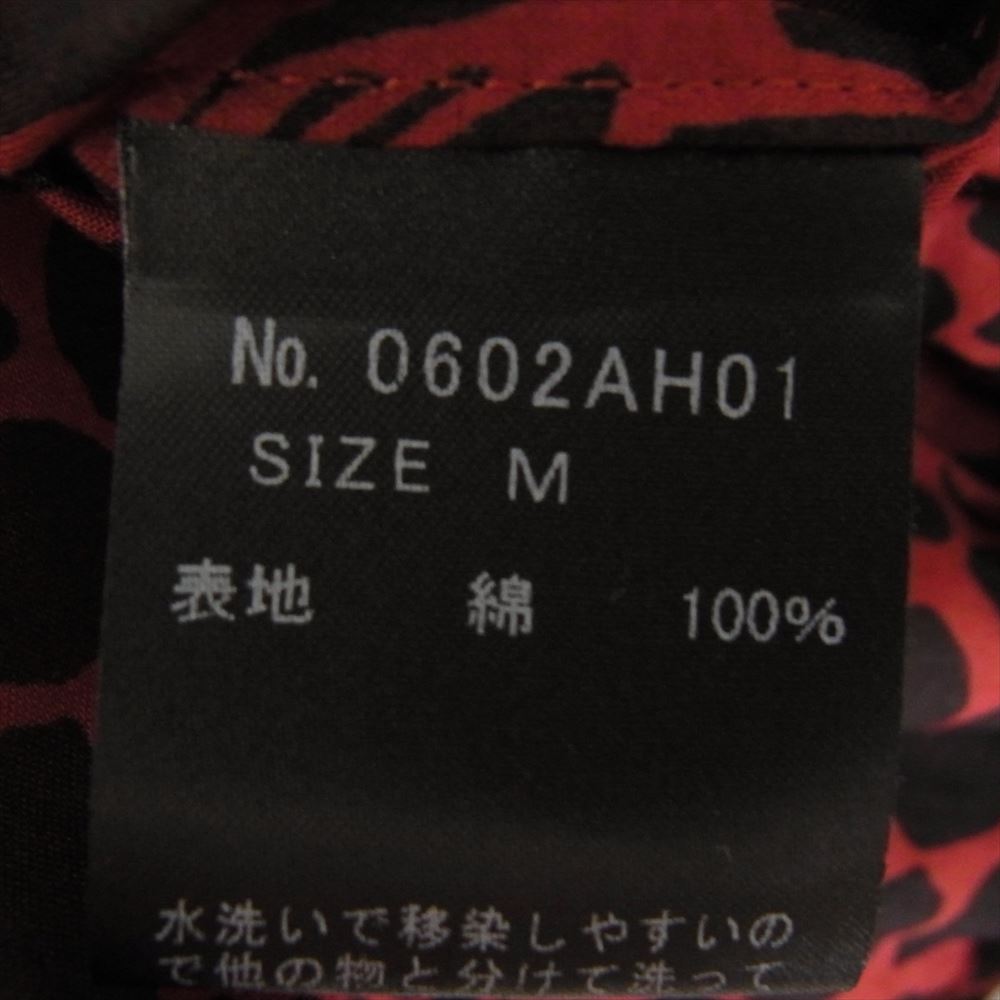 No. 0602AH01
SIZE M
表地 綿 100%
水洗いで移染しやすいの
で他の物と分けて洗って